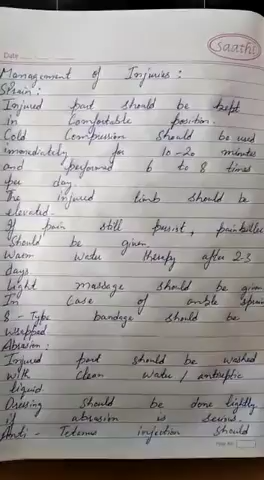 Saathi
Date
Management of Injuries :
Sprain :
Injured part should be kept
in comfortable position.
Cold Compression should be used
immediately for 10-20 minutes
and performed 6 to 8 times
per day.
The injured limb should be
elevated.
If pain still persist, painkiller
should be given
Warm water therapy after 2-3
days
Light massage should be given
In case of ankle sprain
8 - Type bandage should be
wrapped.
Abrasion :
Injured part should be washed
with clean water / antiseptic
liquid.
Dressing should be done lightly
if abrasion is serious.
Anti - Tetenus injection should